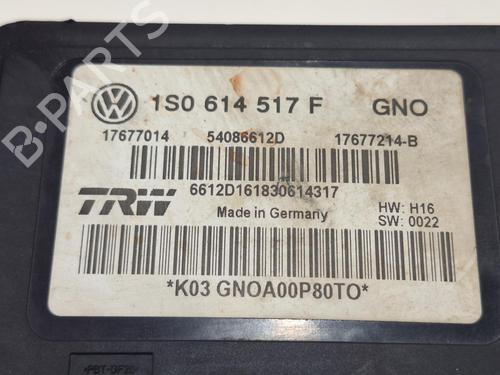 1S0 614 517 F GNO
17677014 54086612D 17677214-B
6612D161830614317
TRW
Made in Germany
HW: H16
SW: 0022
*K03 GNOA00P80TO*
B-PARTS